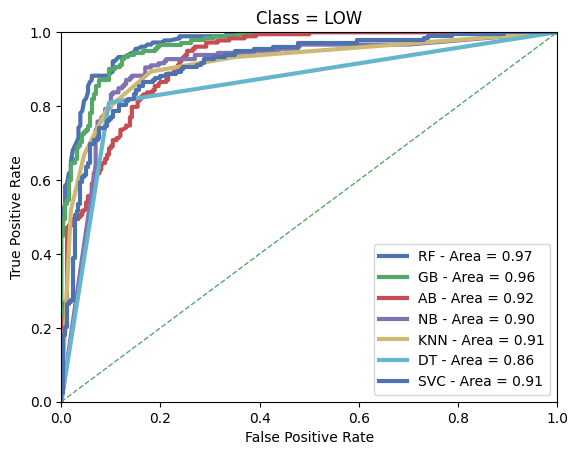 Class = LOW
1.0
0.8
0.6
0.4
0.2
0.0
True Positive Rate
RF - Area = 0.97
GB - Area = 0.96
AB - Area = 0.92
NB - Area = 0.90
KNN - Area = 0.91
DT - Area = 0.86
SVC - Area = 0.91
0.0 0.2 0.4 0.6 0.8 1.0
False Positive Rate